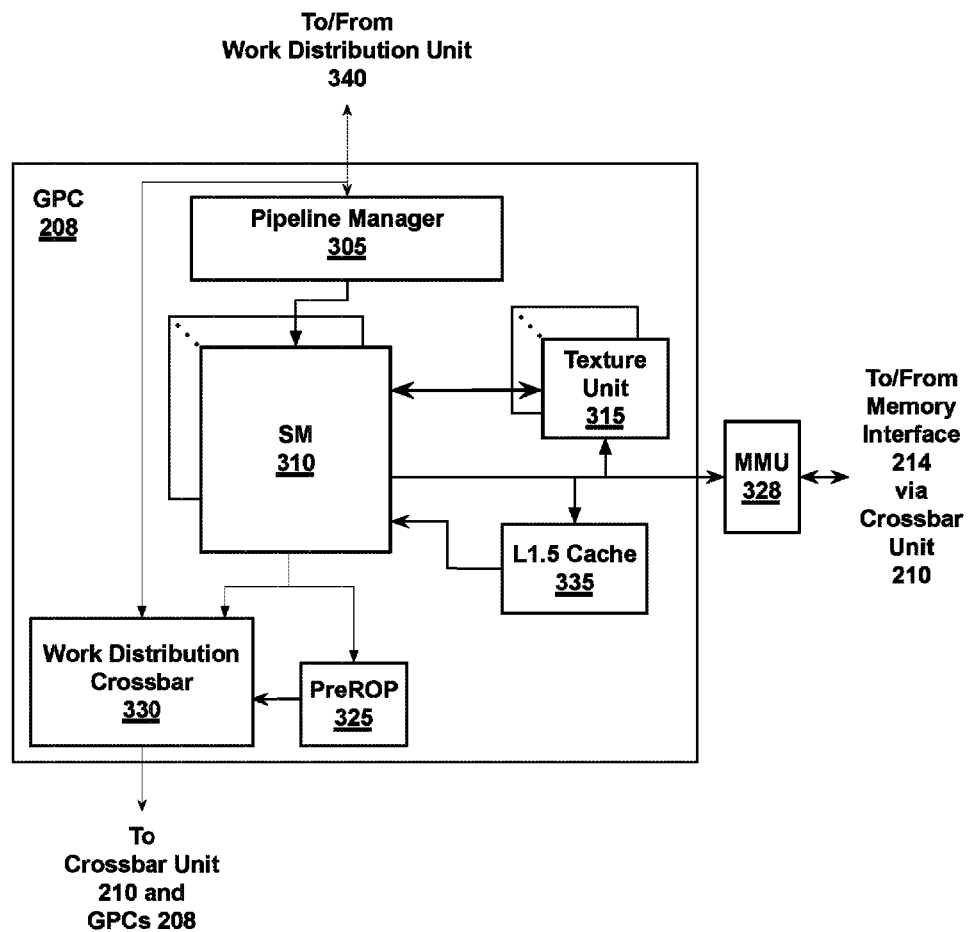 To/From
Work Distribution Unit
340
GPC
208
Pipeline Manager
305
SM
310
Texture
Unit
315
MMU
328
To/From
Memory
Interface
214
via
Crossbar
Unit
210
L1.5 Cache
335
Work Distribution
Crossbar
330
PreROP
325
To
Crossbar Unit
210 and
GPCs 208